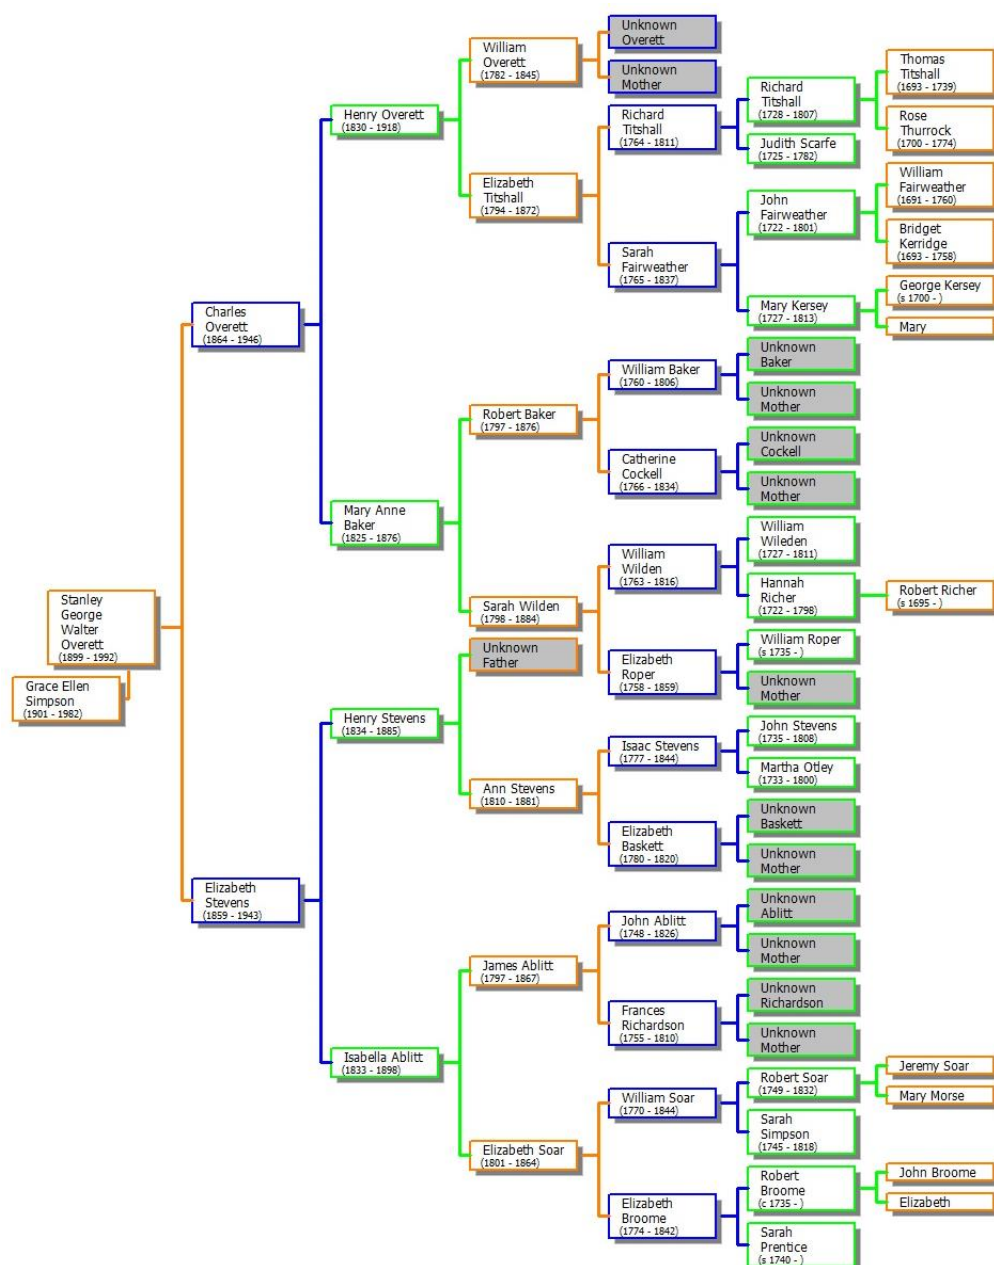 Unknown
Overett
William
Overett
(1782 - 1845)
Unknown
Mother
Thomas
Titshall
(1693 - 1739)
Richard
Titshall
(1728 - 1807)
Henry Overett
(1830 - 1918)
Richard
Titshall
(1764 - 1811)
Rose
Thurrock
(1700 - 1774)
Judith Scarfe
(1725 - 1782)
Elizabeth
Titshall
(1794 - 1872)
William
Fairweather
(1691 - 1760)
John
Fairweather
(1722 - 1801)
Bridget
Kerridge
(1693 - 1758)
Sarah
Fairweather
(1765 - 1837)
George Kersey
(s 1700 - )
Mary Kersey
(1727 - 1813)
Mary
Charles
Overett
(1864 - 1946)
Unknown
Baker
William Baker
(1760 - 1806)
Unknown
Mother
Robert Baker
(1797 - 1876)
Unknown
Cockell
Catherine
Cockell
(1766 - 1834)
Unknown
Mother
Mary Anne
Baker
(1825 - 1876)
William
Wileden
(1727 - 1811)
William
Wilden
(1763 - 1816)
Hannah
Richer
(1722 - 1798)
Robert Richer
(s 1695 - )
Stanley
George
Walter
Overett
(1899 - 1992)
Sarah Wilden
(1798 - 1884)
William Roper
(s 1735 - )
Unknown
Father
Elizabeth
Roper
(1758 - 1859)
Unknown
Mother
Grace Ellen
Simpson
(1901 - 1982)
Henry Stevens
(1834 - 1885)
John Stevens
(1735 - 1808)
Isaac Stevens
(1777 - 1844)
Martha Otley
(1733 - 1800)
Ann Stevens
(1810 - 1881)
Unknown
Baskett
Elizabeth
Baskett
(1780 - 1820)
Unknown
Mother
Elizabeth
Stevens
(1859 - 1943)
Unknown
Ablitt
John Ablitt
(1748 - 1826)
Unknown
Mother
James Ablitt
(1797 - 1867)
Unknown
Richardson
Frances
Richardson
(1755 - 1810)
Unknown
Mother
Isabella Ablitt
(1833 - 1898)
Jeremy Soar
Robert Soar
(1749 - 1832)
Mary Morse
William Soar
(1770 - 1844)
Sarah
Simpson
(1745 - 1818)
Elizabeth Soar
(1801 - 1864)
John Broome
Robert
Broome
(c 1735 - )
Elizabeth
Elizabeth
Broome
(1774 - 1842)
Sarah
Prentice
(s 1740 - )